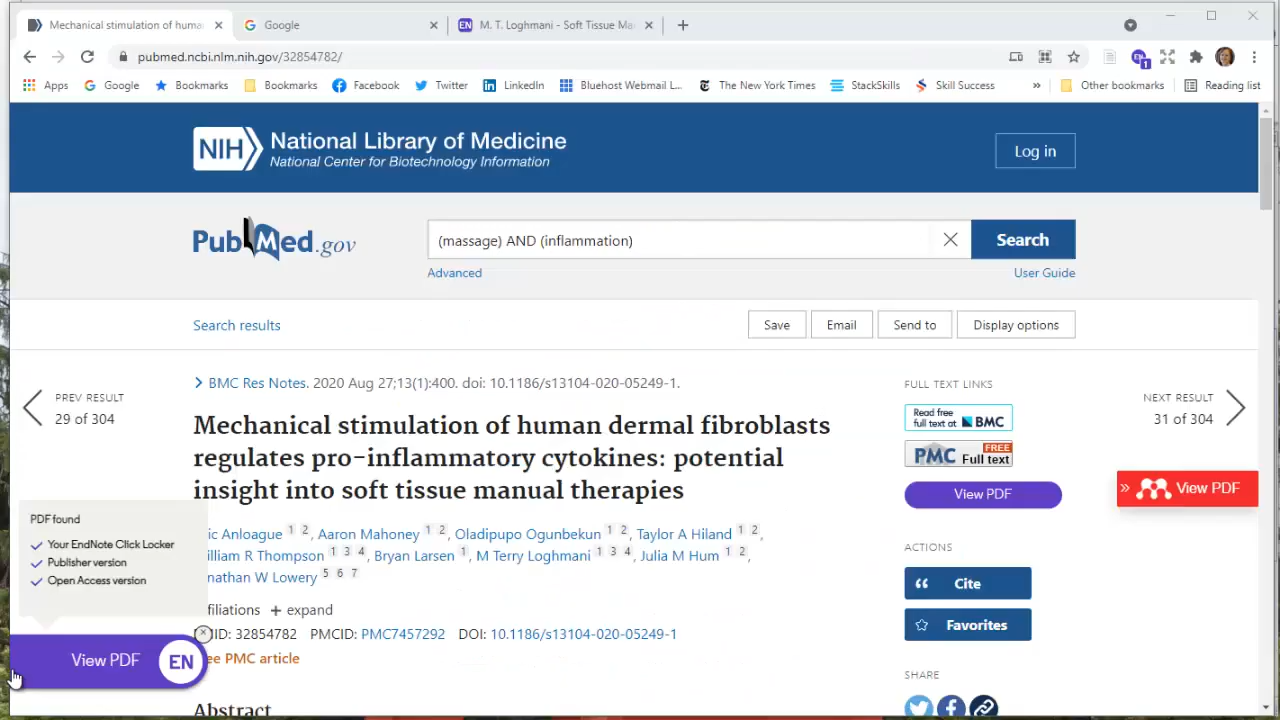 Mechanical stimulation of huma
Google
EN M. T. Loghmani - Soft Tissue Ma
pubmed.ncbi.nlm.nih.gov/32854782/
1
Apps Google Bookmarks Bookmarks Facebook Twitter LinkedIn Bluehost Webmail L... The New York Times StackSkills Skill Success » Other bookmarks Reading list
NIH National Library of Medicine
National Center for Biotechnology Information
Log in
PubMed.gov
(massage) AND (inflammation)
Search
Advanced
User Guide
Search results
Save
Email
Send to
Display options
PREV RESULT
29 of 304
NEXT RESULT
31 of 304
BMC Res Notes. 2020 Aug 27;13(1):400. doi: 10.1186/s13104-020-05249-1.
Mechanical stimulation of human dermal fibroblasts
regulates pro-inflammatory cytokines: potential
insight into soft tissue manual therapies
ic Anloague 1 2 , Aaron Mahoney 1 2 , Oladipupo Ogunbekun 1 2 , Taylor A Hiland 1 2 ,
illiam R Thompson 1 3 4 , Bryan Larsen 1 , M Terry Loghmani 1 3 4 , Julia M Hum 1 2 ,
nathan W Lowery 5 6 7
filiations + expand
ID: 32854782 PMCID: PMC7457292 DOI: 10.1186/s13104-020-05249-1
ee PMC article
Abstract
FULL TEXT LINKS
Read free
full text at BMC
PMC FREE Full text
View PDF
» View PDF
ACTIONS
Cite
Favorites
SHARE
PDF found
Your EndNote Click Locker
Publisher version
Open Access version
View PDF EN